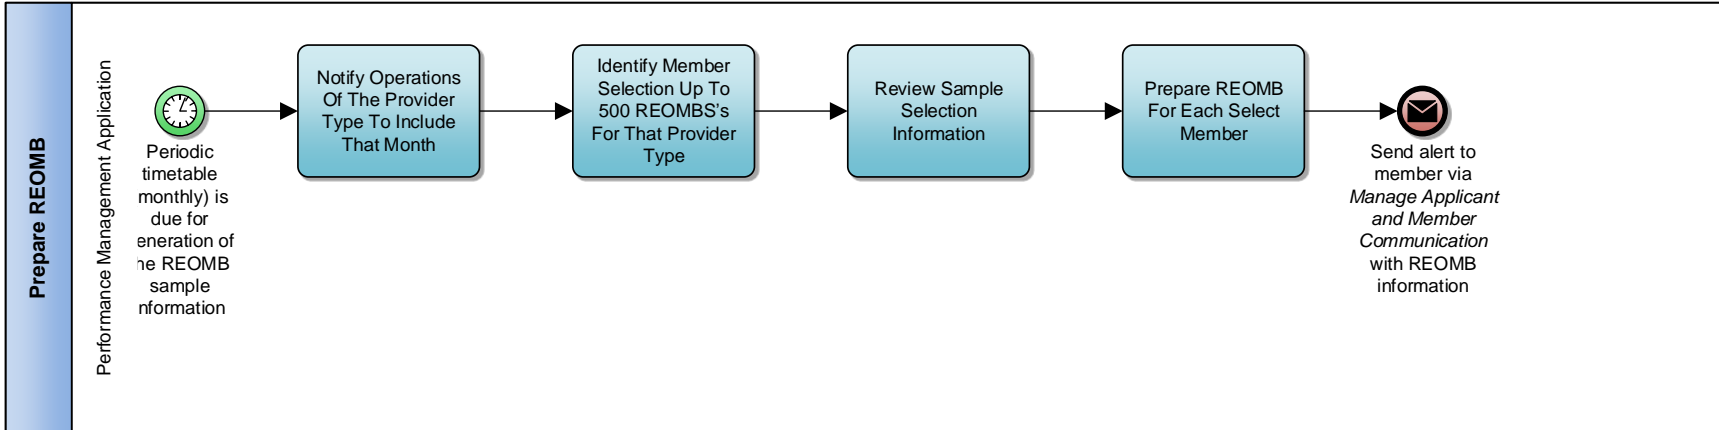 Prepare REOMB
Performance Management Application
Periodic
timetable
monthly) is
due for
eneration of
he REOMB
sample
nformation
Notify Operations
Of The Provider
Type To Include
That Month
Identify Member
Selection Up To
500 REOMBS's
For That Provider
Type
Review Sample
Selection
Information
Prepare REOMB
For Each Select
Member
Send alert to
member via
Manage Applicant
and Member
Communication
with REOMB
information